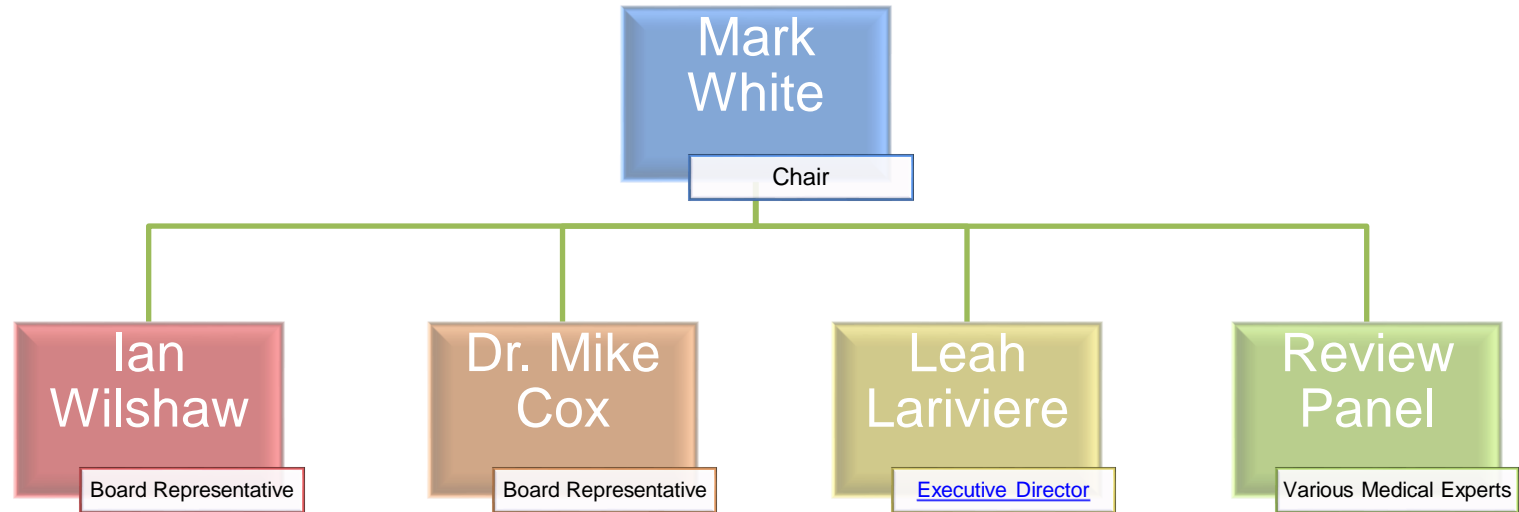 Mark
White
Chair
Ian
Wilshaw
Board Representative
Dr. Mike
Cox
Board Representative
Leah
Lariviere
Executive Director
Review
Panel
Various Medical Experts